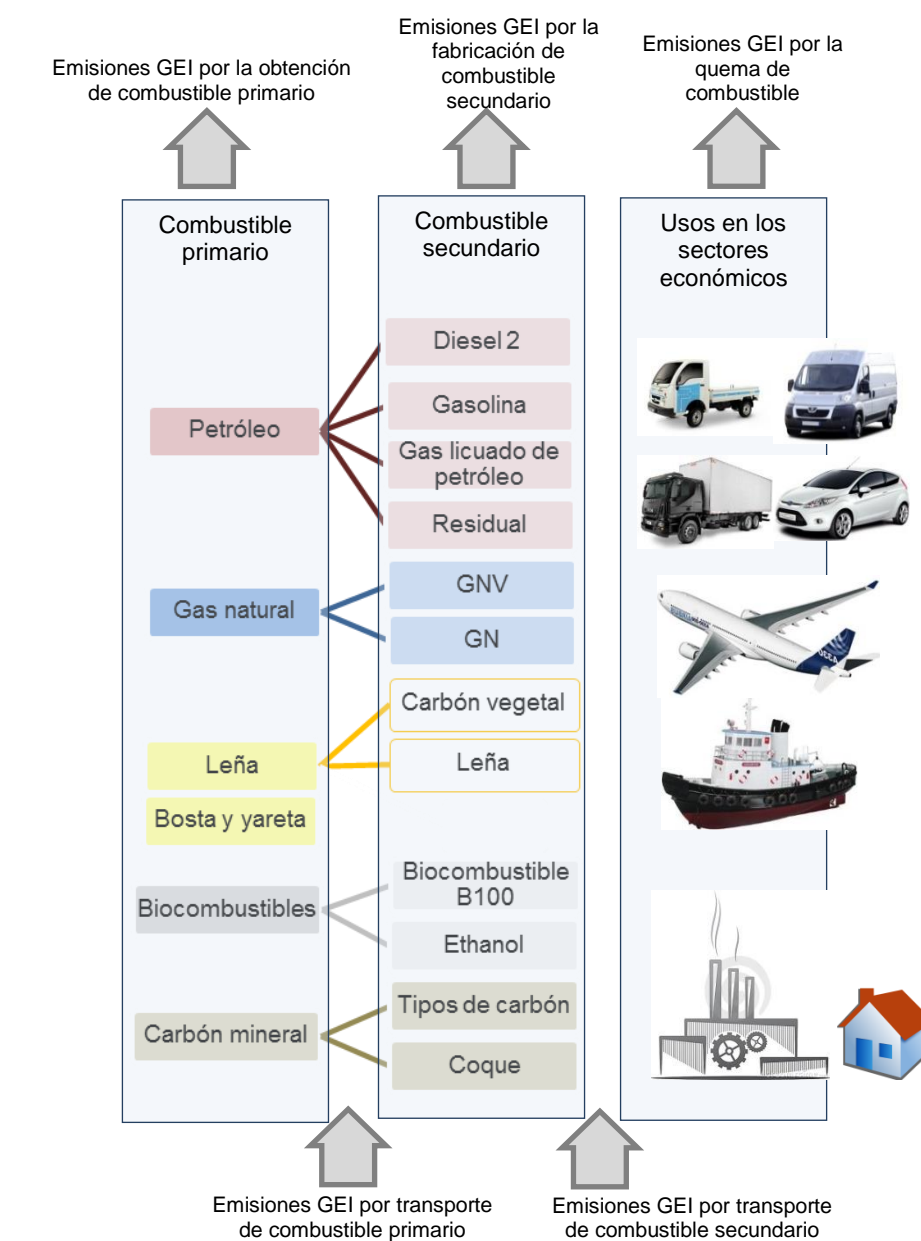 Emisiones GEI por la obtención
de combustible primario
Emisiones GEI por la
fabricación de
combustible
secundario
Emisiones GEI por la
quema de
combustible
Combustible
primario
Petróleo
Gas natural
Leña
Bosta y yareta
Biocombustibles
Carbón mineral
Combustible
secundario
Diesel 2
Gasolina
Gas licuado de
petróleo
Residual
GNV
GN
Carbón vegetal
Leña
Biocombustible
B100
Ethanol
Tipos de carbón
Coque
Usos en los
sectores
económicos
Emisiones GEI por transporte
de combustible primario
Emisiones GEI por transporte
de combustible secundario